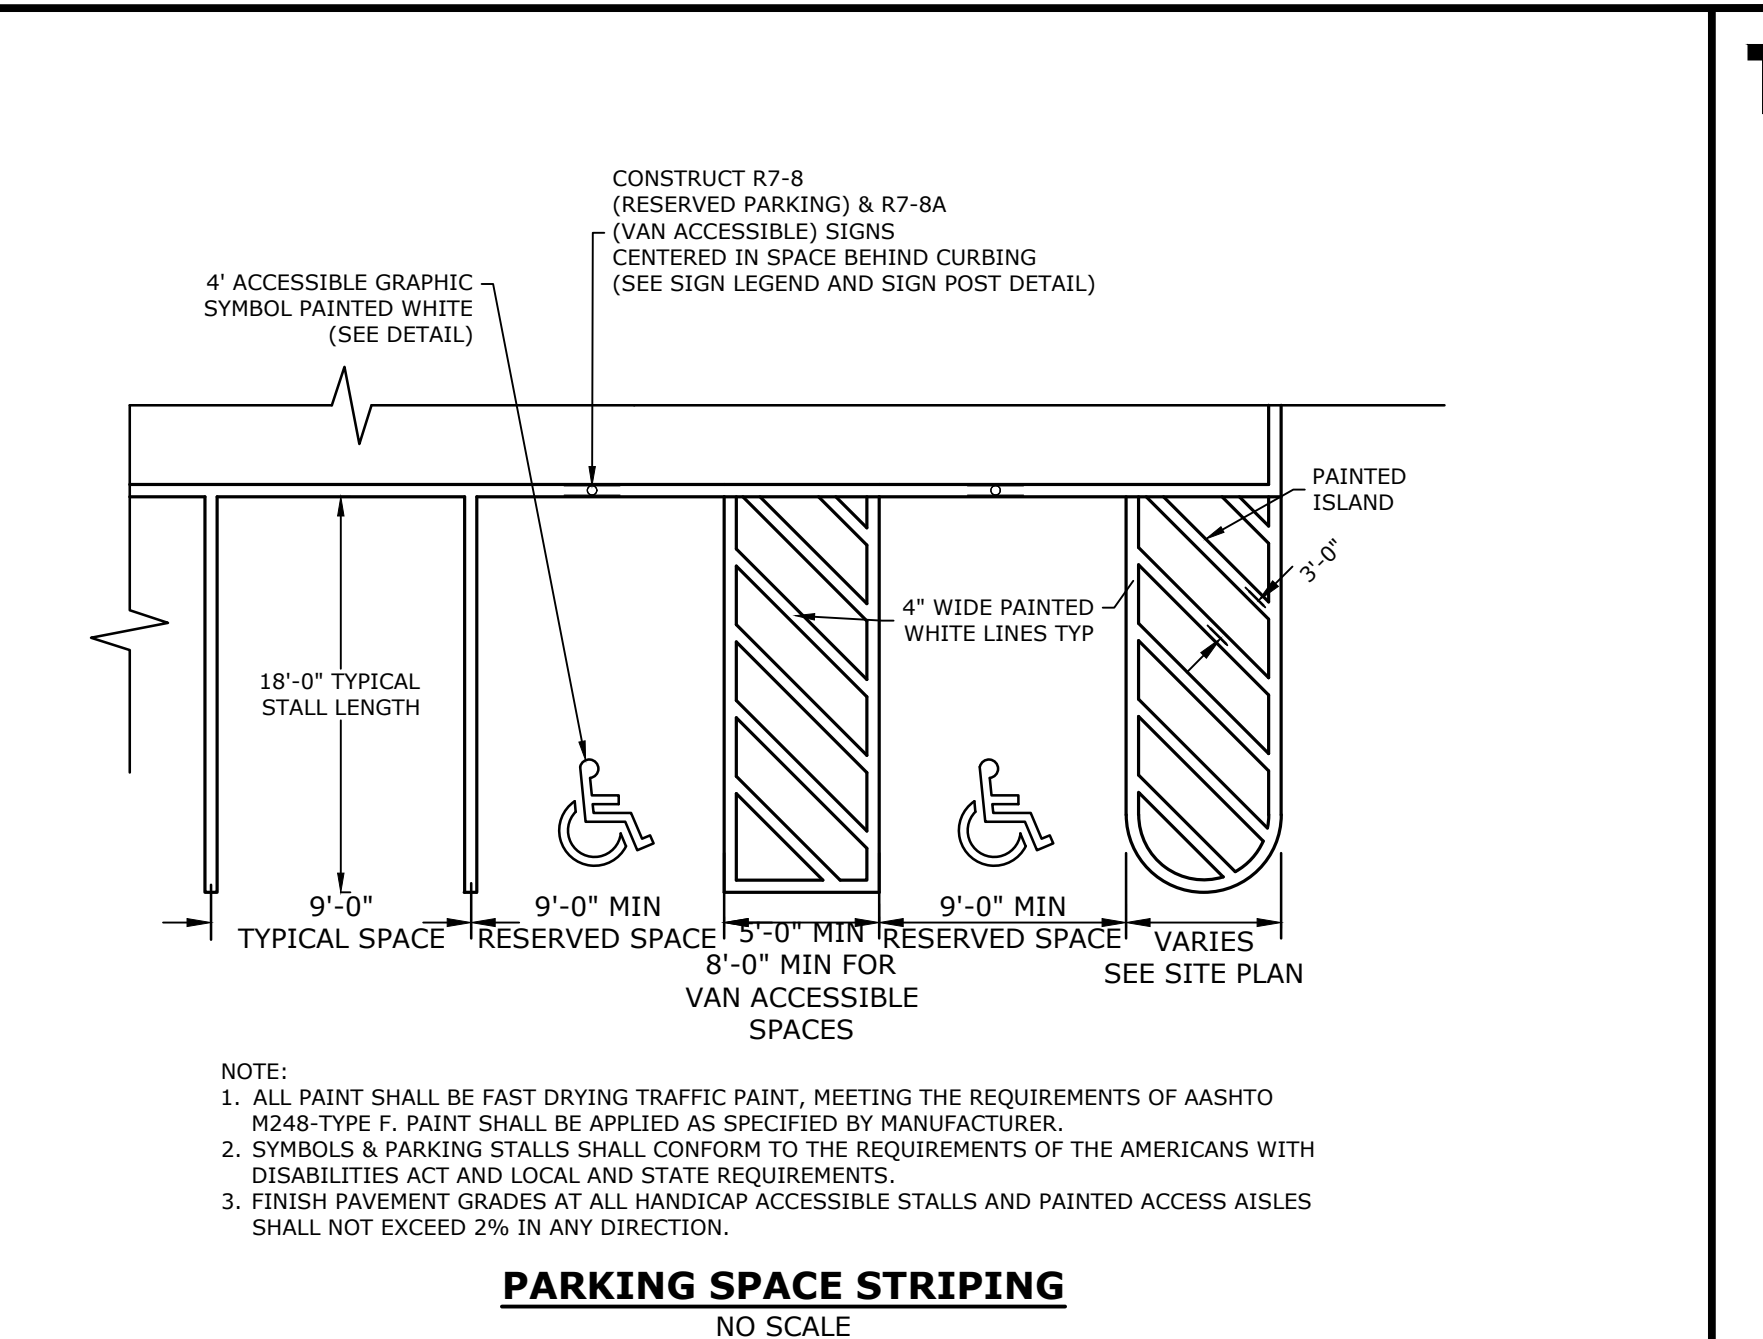 CONSTRUCT R7-8
(RESERVED PARKING) & R7-8A
(VAN ACCESSIBLE) SIGNS
CENTERED IN SPACE BEHIND CURBING
(SEE SIGN LEGEND AND SIGN POST DETAIL)
4' ACCESSIBLE GRAPHIC
SYMBOL PAINTED WHITE
(SEE DETAIL)
PAINTED
ISLAND
3'-0"
4" WIDE PAINTED
WHITE LINES TYP
18'-0" TYPICAL
STALL LENGTH
9'-0"
TYPICAL SPACE
9'-0" MIN
RESERVED SPACE
5'-0" MIN
8'-0" MIN FOR
VAN ACCESSIBLE
SPACES
9'-0" MIN
RESERVED SPACE
VARIES
SEE SITE PLAN
NOTE:
1. ALL PAINT SHALL BE FAST DRYING TRAFFIC PAINT, MEETING THE REQUIREMENTS OF AASHTO
M248-TYPE F. PAINT SHALL BE APPLIED AS SPECIFIED BY MANUFACTURER.
2. SYMBOLS & PARKING STALLS SHALL CONFORM TO THE REQUIREMENTS OF THE AMERICANS WITH
DISABILITIES ACT AND LOCAL AND STATE REQUIREMENTS.
3. FINISH PAVEMENT GRADES AT ALL HANDICAP ACCESSIBLE STALLS AND PAINTED ACCESS AISLES
SHALL NOT EXCEED 2% IN ANY DIRECTION.
PARKING SPACE STRIPING
NO SCALE